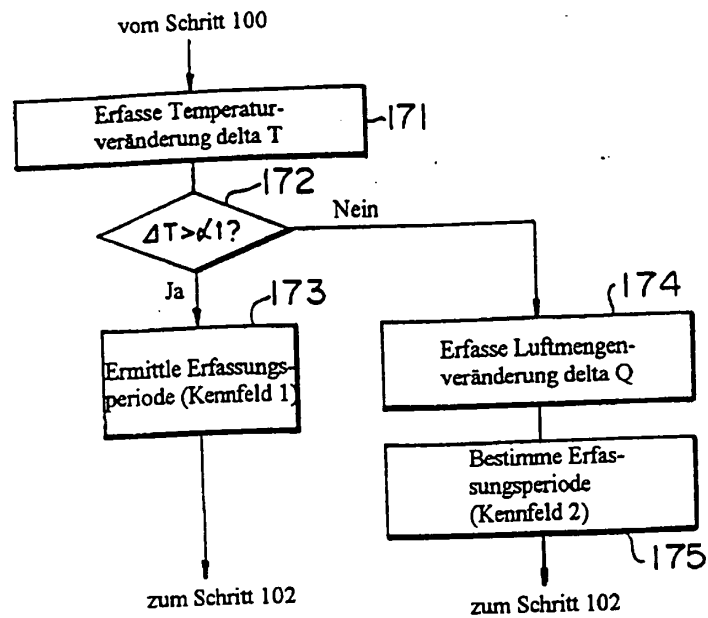 vom Schritt 100
Erfasse Temperatur-
veränderung delta T
171
172
ΔT>α1?
Nein
Ja
173
174
Ermittle Erfassungs-
periode (Kennfeld 1)
Erfasse Luftmengen-
veränderung delta Q
Bestimme Erfas-
sungsperiode
(Kennfeld 2)
175
zum Schritt 102
zum Schritt 102